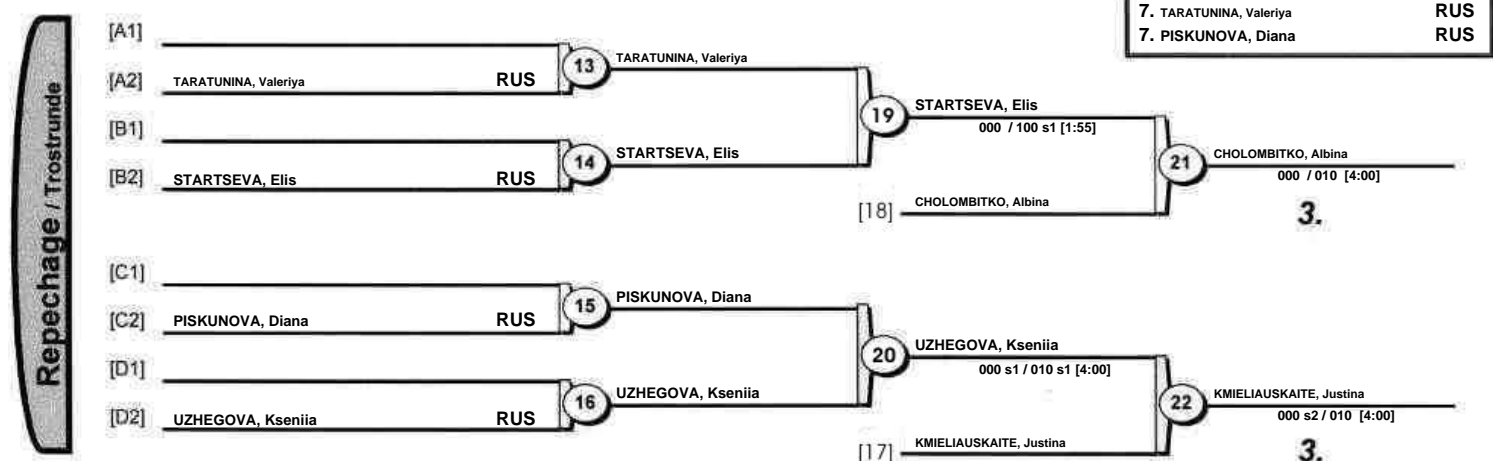 7. TARATUNINA, Valeriya RUS
7. PISKUNOVA, Diana RUS
Repechage / Trostrunde
[A1]
[A2] TARATUNINA, Valeriya RUS
13
TARATUNINA, Valeriya
[B1]
[B2] STARTSEVA, Elis RUS
14
STARTSEVA, Elis
19
STARTSEVA, Elis
000 / 100 s1 [1:55]
[18] CHOLOMBITKO, Albina
21
CHOLOMBITKO, Albina
000 / 010 [4:00]
3.
[C1]
[C2] PISKUNOVA, Diana RUS
15
PISKUNOVA, Diana
[D1]
[D2] UZHEGOVA, Kseniia RUS
16
UZHEGOVA, Kseniia
20
UZHEGOVA, Kseniia
000 s1 / 010 s1 [4:00]
[17] KMIELIAUSKAITE, Justina
22
KMIELIAUSKAITE, Justina
000 s2 / 010 [4:00]
3.